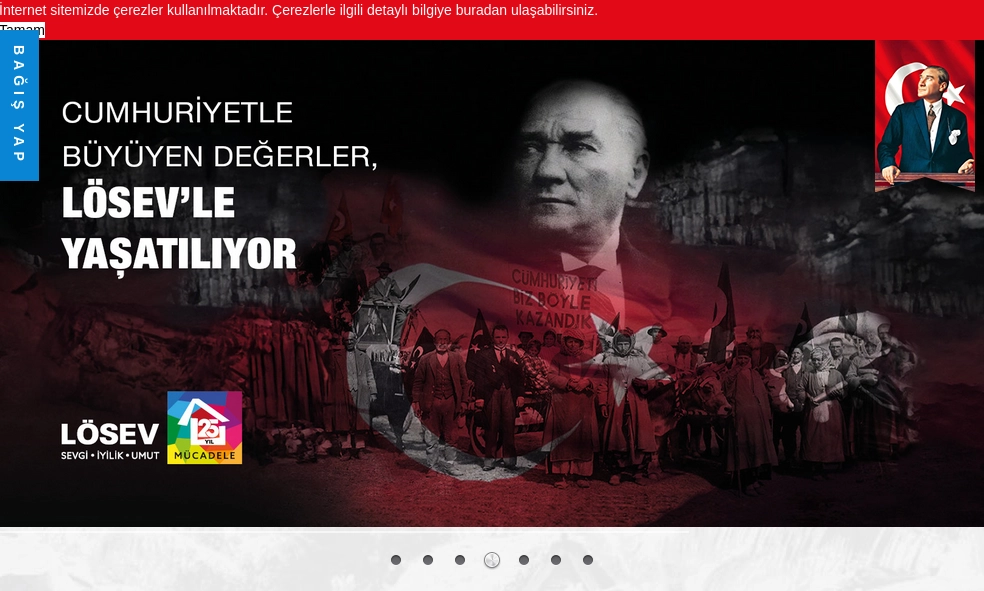 İnternet sitemizde çerezler kullanılmaktadır. Çerezlerle ilgili detaylı bilgiye buradan ulaşabilirsiniz.
Tamam
BAĞIŞ YAP
CUMHURİYETLE
BÜYÜYEN DEĞERLER,
LÖSEV'LE
YAŞATILIYOR
CUMHURİYETİ
BİZ BÖYLE
KAZANDIK
LÖSEV
SEVGİ • İYİLİK • UMUT
25
YIL
MÜCADELE